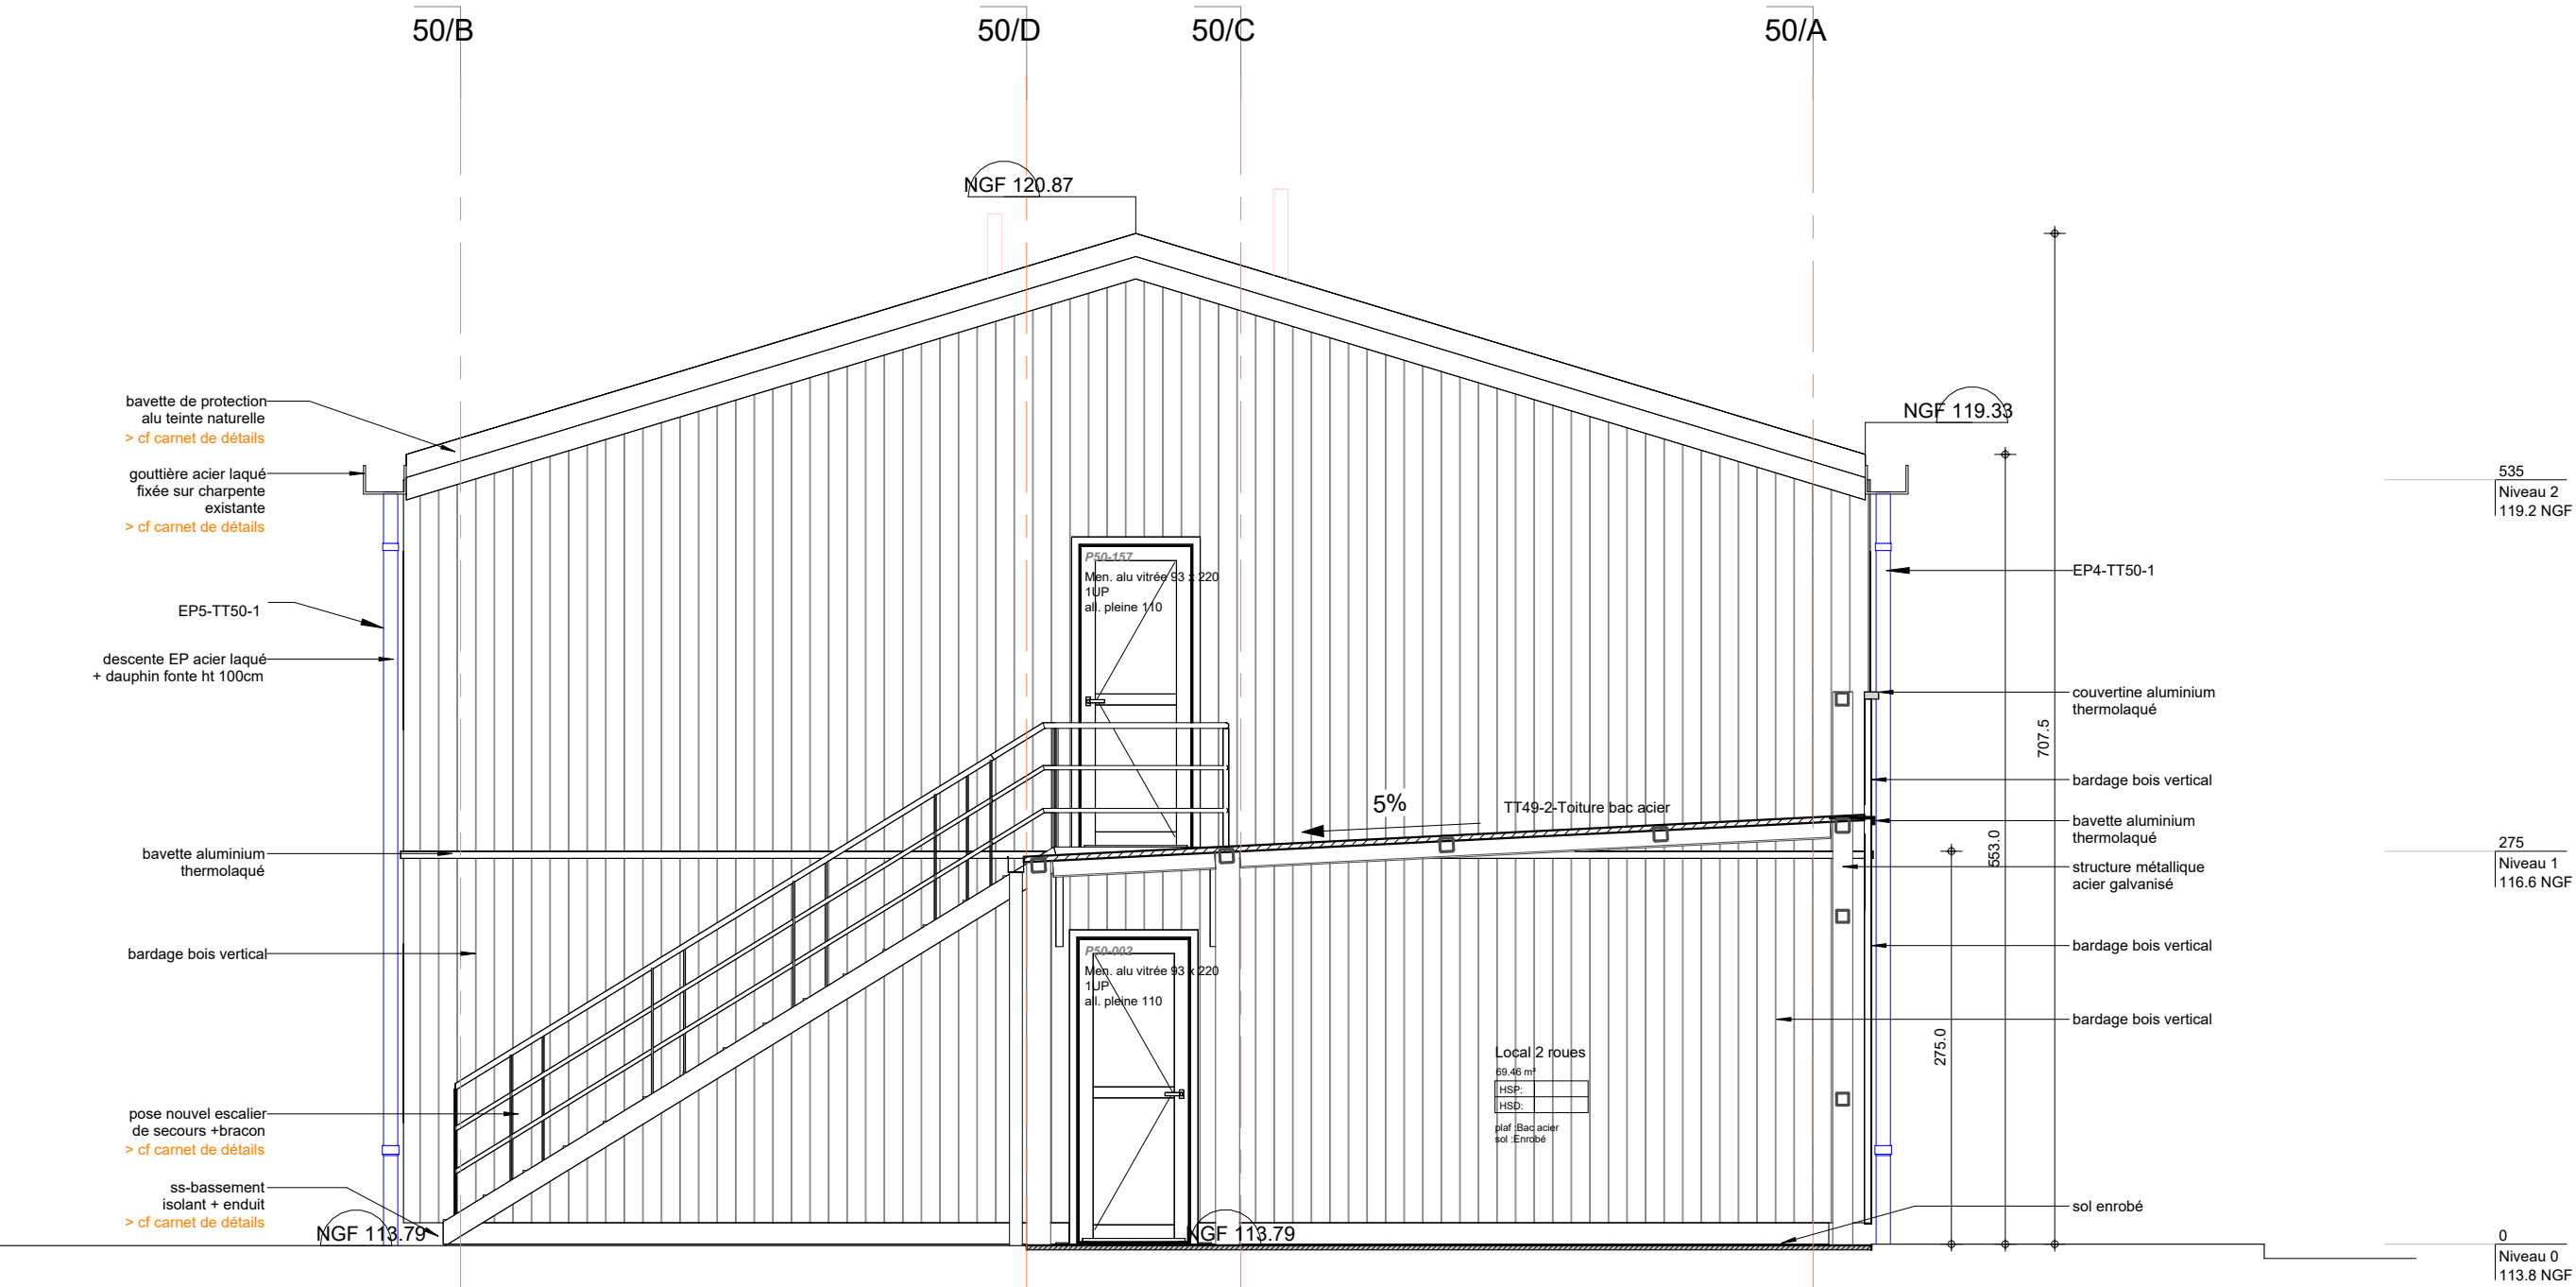 50/B
50/D
50/C
50/A
NGF 120.87
bavette de protection
alu teinte naturelle
> cf carnet de détails
NGF 119.33
gouttière acier laqué
fixée sur charpente
existante
> cf carnet de détails
535
Niveau 2
119.2 NGF
P50-157
Men. alu vitrée 93 x 220
1UP
all. pleine 110
EP4-TT50-1
EP5-TT50-1
descente EP acier laqué
+ dauphin fonte ht 100cm
couvertine aluminium
thermolaqué
707.5
bardage bois vertical
5%
TT49-2-Toiture bac acier
bavette aluminium
thermolaqué
553.0
bavette aluminium
thermolaqué
275
Niveau 1
116.6 NGF
structure métallique
acier galvanisé
bardage bois vertical
P50-002
Men. alu vitrée 93 x 220
1UP
all. pleine 110
bardage bois vertical
bardage bois vertical
275.0
Local 2 roues
69.46 m²
HSP:
HSD:
plaf :Bac acier
sol :Enrobé
pose nouvel escalier
de secours +bracon
> cf carnet de détails
ss-bassement
isolant + enduit
> cf carnet de détails
sol enrobé
NGF 113.79
NGF 113.79
0
Niveau 0
113.8 NGF